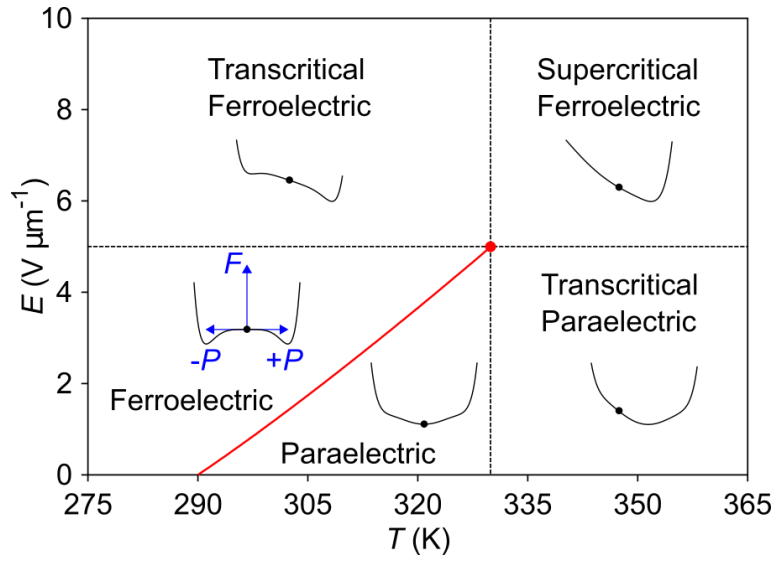 10
8
6
4
2
0
E (V μm⁻¹)
Transcritical
Ferroelectric
Supercritical
Ferroelectric
F
-P
+P
Ferroelectric
Paraelectric
Transcritical
Paraelectric
275
290
305
320
335
350
365
T (K)